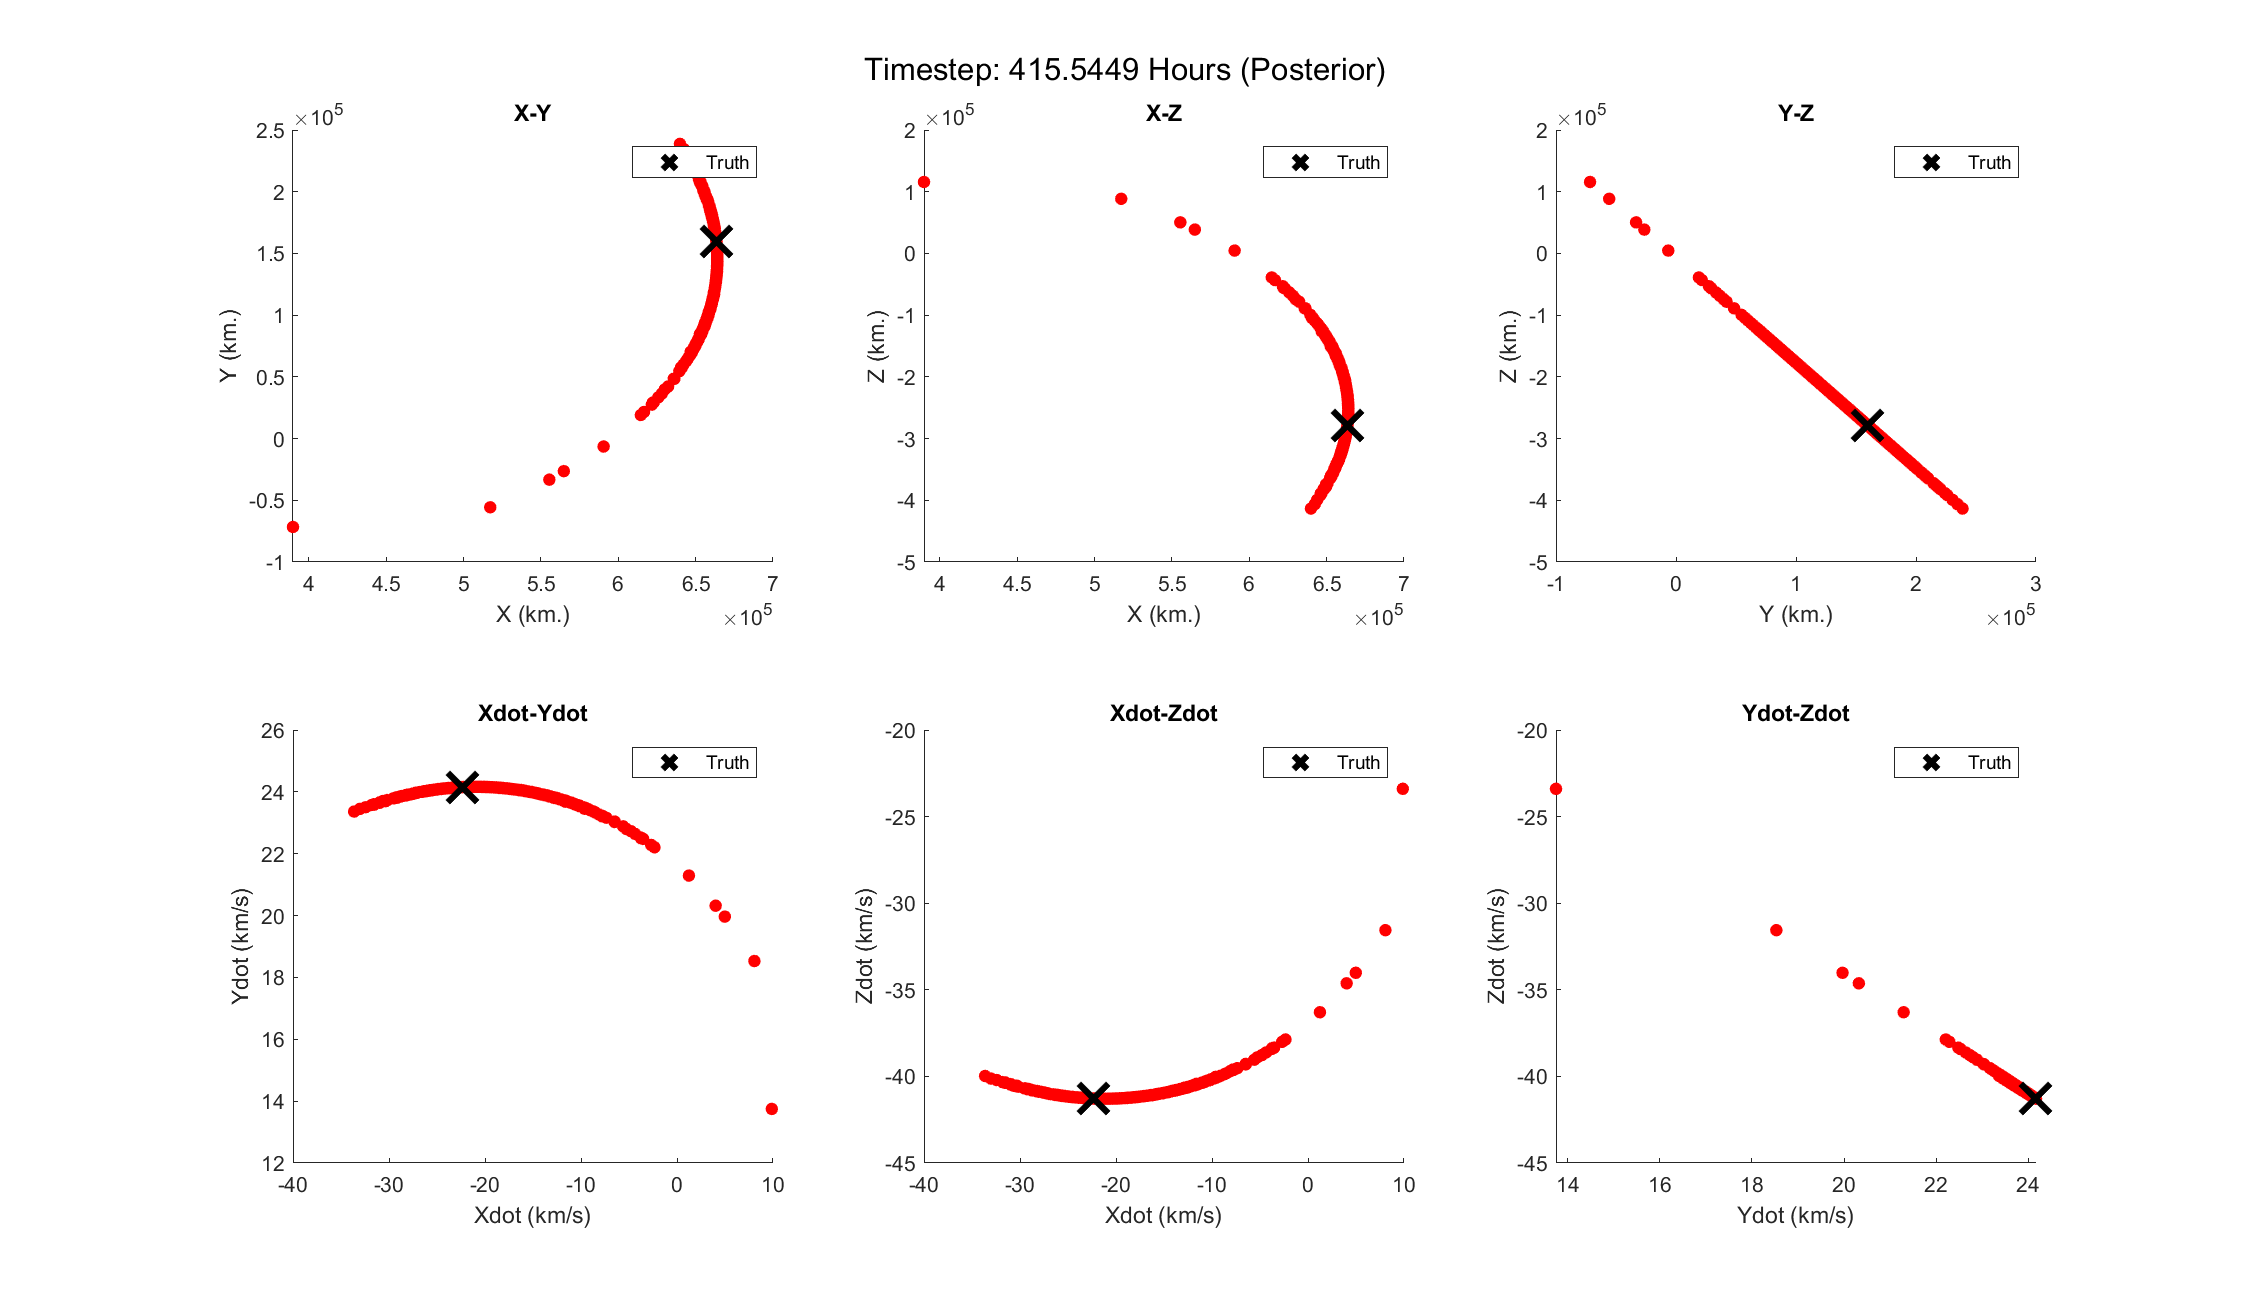 Timestep: 415.5449 Hours (Posterior)
X-Y
×10^5
2.5
2
1.5
1
0.5
0
-0.5
-1
Y (km.)
4 4.5 5 5.5 6 6.5 7
X (km.)
×10^5
Truth
X-Z
×10^5
2
1
0
-1
-2
-3
-4
-5
Z (km.)
4 4.5 5 5.5 6 6.5 7
X (km.)
×10^5
Truth
Y-Z
×10^5
2
1
0
-1
-2
-3
-4
-5
Z (km.)
-1 0 1 2 3
Y (km.)
×10^5
Truth
Xdot-Ydot
26
24
22
20
18
16
14
12
Ydot (km/s)
-40 -30 -20 -10 0 10
Xdot (km/s)
Truth
Xdot-Zdot
-20
-25
-30
-35
-40
-45
Zdot (km/s)
-40 -30 -20 -10 0 10
Xdot (km/s)
Truth
Ydot-Zdot
-20
-25
-30
-35
-40
-45
Zdot (km/s)
14 16 18 20 22 24
Ydot (km/s)
Truth